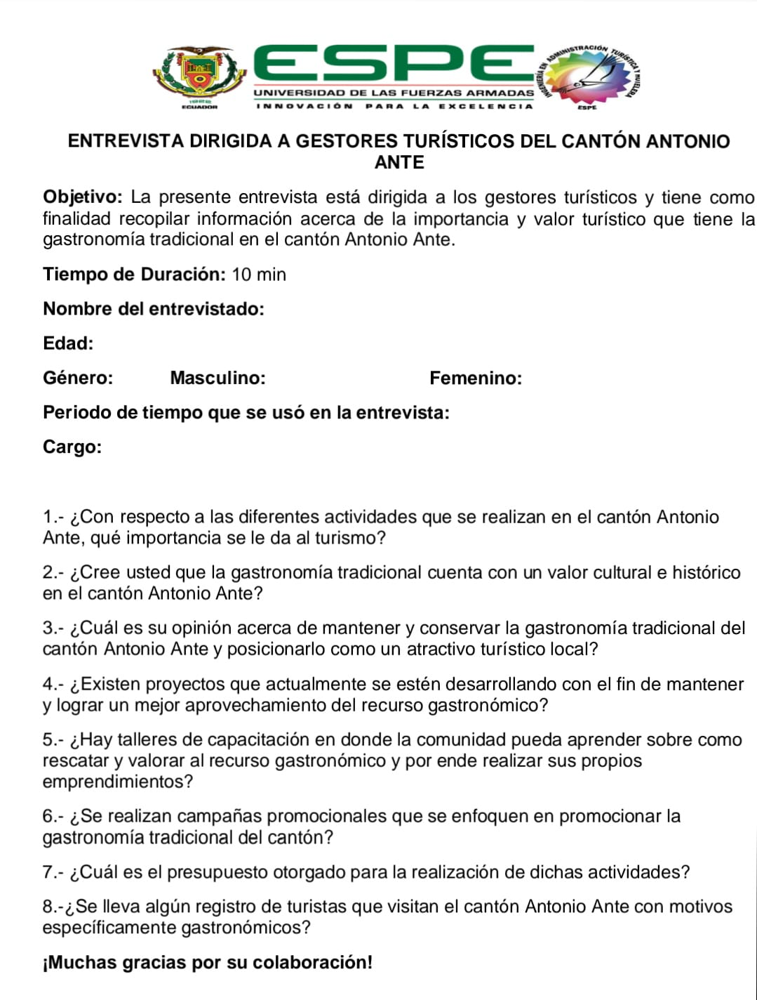 ESPE
UNIVERSIDAD DE LAS FUERZAS ARMADAS
INNOVACIÓN PARA LA EXCELENCIA
1922
ECUADOR
INGENIERÍA EN ADMINISTRACIÓN TURÍSTICA Y HOTELERA
ESPE
ENTREVISTA DIRIGIDA A GESTORES TURÍSTICOS DEL CANTÓN ANTONIO
ANTE
Objetivo: La presente entrevista está dirigida a los gestores turísticos y tiene como
finalidad recopilar información acerca de la importancia y valor turístico que tiene la
gastronomía tradicional en el cantón Antonio Ante.
Tiempo de Duración: 10 min
Nombre del entrevistado:
Edad:
Género: Masculino: Femenino:
Periodo de tiempo que se usó en la entrevista:
Cargo:
1.- ¿Con respecto a las diferentes actividades que se realizan en el cantón Antonio
Ante, qué importancia se le da al turismo?
2.- ¿Cree usted que la gastronomía tradicional cuenta con un valor cultural e histórico
en el cantón Antonio Ante?
3.- ¿Cuál es su opinión acerca de mantener y conservar la gastronomía tradicional del
cantón Antonio Ante y posicionarlo como un atractivo turístico local?
4.- ¿Existen proyectos que actualmente se estén desarrollando con el fin de mantener
y lograr un mejor aprovechamiento del recurso gastronómico?
5.- ¿Hay talleres de capacitación en donde la comunidad pueda aprender sobre como
rescatar y valorar al recurso gastronómico y por ende realizar sus propios
emprendimientos?
6.- ¿Se realizan campañas promocionales que se enfoquen en promocionar la
gastronomía tradicional del cantón?
7.- ¿Cuál es el presupuesto otorgado para la realización de dichas actividades?
8.-¿Se lleva algún registro de turistas que visitan el cantón Antonio Ante con motivos
específicamente gastronómicos?
¡Muchas gracias por su colaboración!